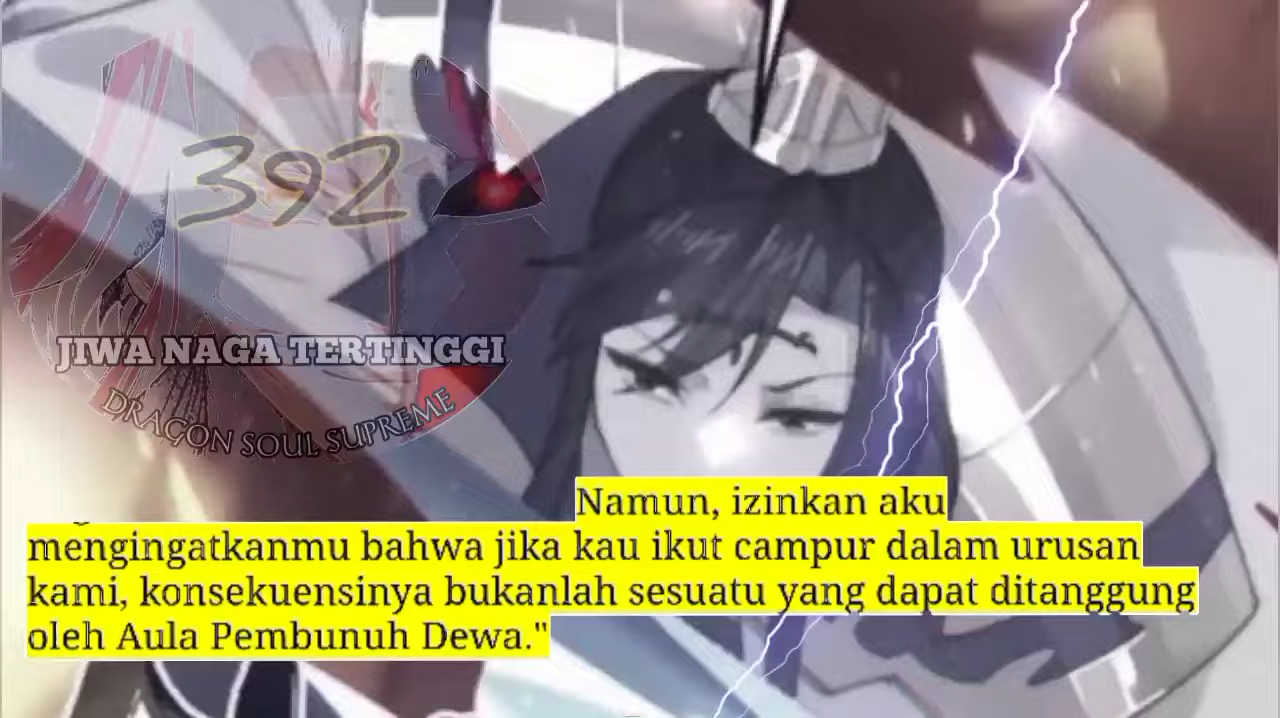 392
JIWA NAGA TERTINGGI
DRAGON SOUL SUPREME
Namun, izinkan aku
mengingatkanmu bahwa jika kau ikut campur dalam urusan
kami, konsekuensinya bukanlah sesuatu yang dapat ditanggung
oleh Aula Pembunuh Dewa."